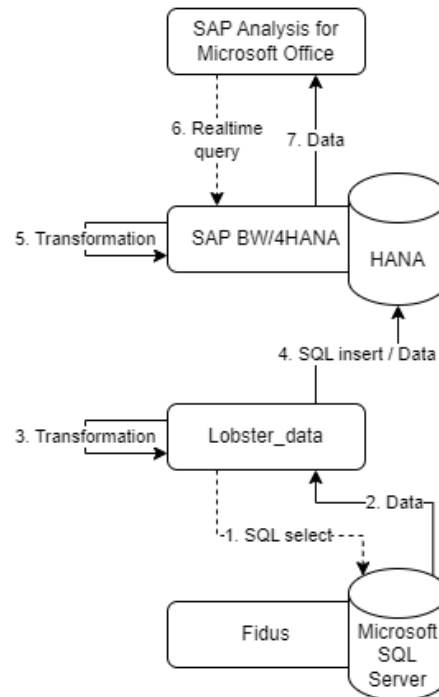 SAP Analysis for
Microsoft Office
6. Realtime
query
7. Data
5. Transformation
SAP BW/4HANA
HANA
4. SQL insert / Data
3. Transformation
Lobster_data
2. Data
1. SQL select
Fidus
Microsoft
SQL
Server